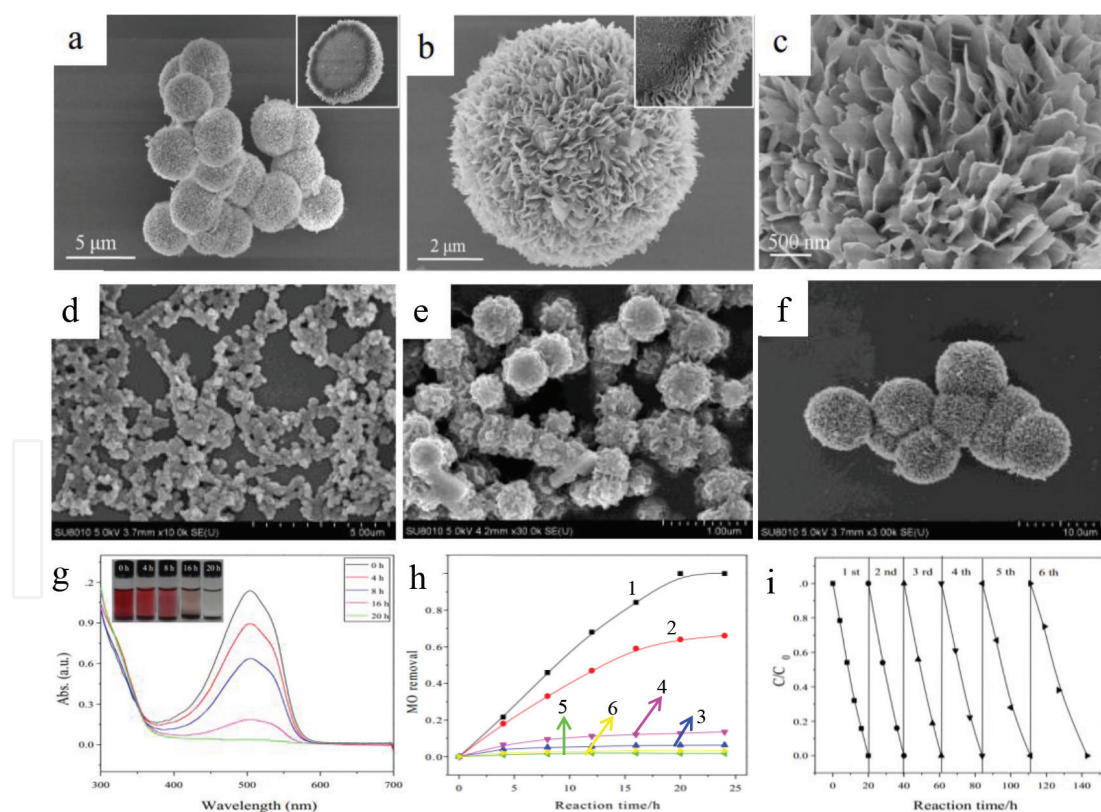 a
b
c
5 μm
2 μm
500 nm
d
e
f
SU8010 5.0kV 3.7mm x10.0k SE(U)
5.00um
SU8010 5.0kV 4.2mm x30.0k SE(U)
1.00um
SU8010 5.0kV 3.7mm x3.00k SE(U)
10.0um
g
0 h 4 h 8 h 16 h 20 h
0 h
4 h
8 h
16 h
20 h
.2
0.9
0.6
0.3
0.0
Abs. (a.u.)
300 400 500 600 700
Wavelength (nm)
h
1
2
3
4
5
6
.0
0.8
0.6
0.4
0.2
0.0
MO removal
0 5 10 15 20 25
Reaction time/h
i
1 st 2 nd 3 rd 4 th 5 th 6 th
.0
0.8
0.6
0.4
0.2
0.0
C/C0
0 20 40 60 80 100 120 140
Reaction time/h